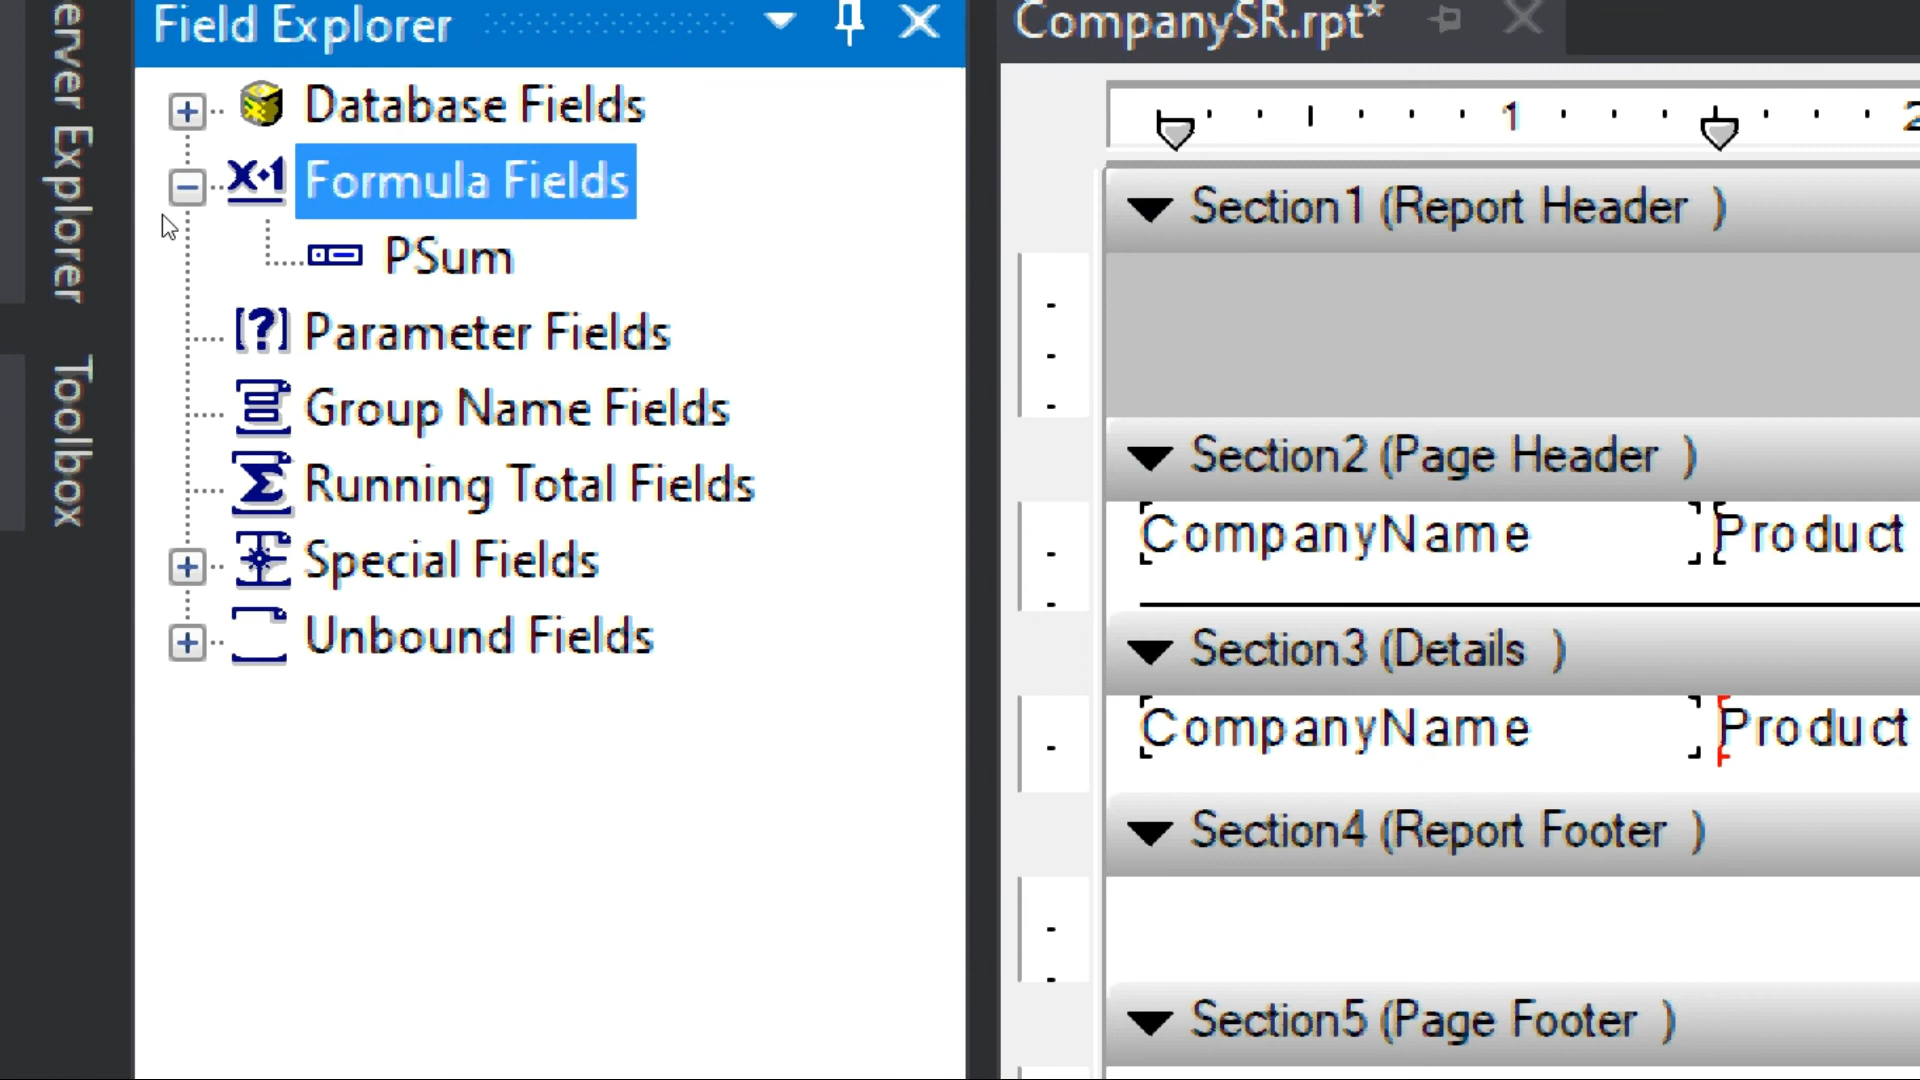 Field Explorer
Database Fields
Formula Fields
PSum
Parameter Fields
Group Name Fields
Running Total Fields
Special Fields
Unbound Fields
Explorer
Toolbox
CompanySR.rpt*
1 2
Section1 (Report Header )
Section2 (Page Header )
CompanyName Product
Section3 (Details )
CompanyName Product
Section4 (Report Footer )
Section5 (Page Footer )